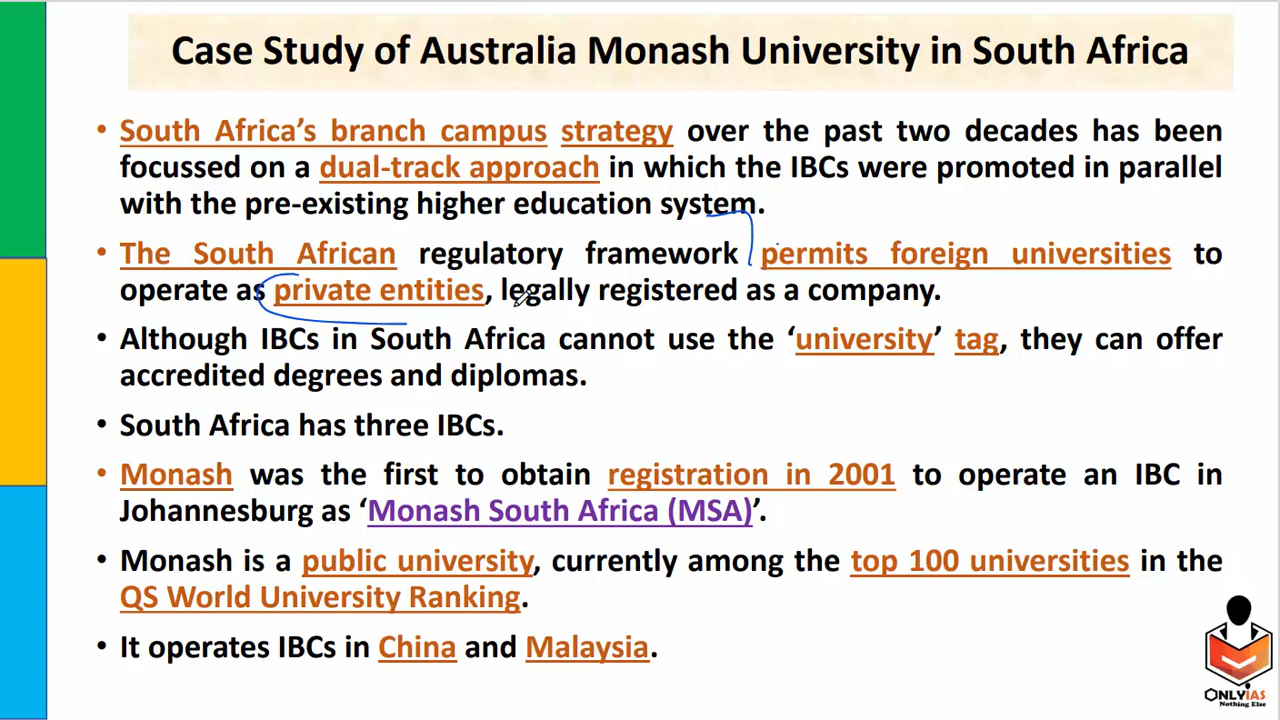 Case Study of Australia Monash University in South Africa
• South Africa’s branch campus strategy over the past two decades has been
focussed on a dual-track approach in which the IBCs were promoted in parallel
with the pre-existing higher education system.
• The South African regulatory framework permits foreign universities to
operate as private entities, legally registered as a company.
• Although IBCs in South Africa cannot use the ‘university’ tag, they can offer
accredited degrees and diplomas.
• South Africa has three IBCs.
• Monash was the first to obtain registration in 2001 to operate an IBC in
Johannesburg as ‘Monash South Africa (MSA)’.
• Monash is a public university, currently among the top 100 universities in the
QS World University Ranking.
• It operates IBCs in China and Malaysia.
ONLYIAS
Nothing Else